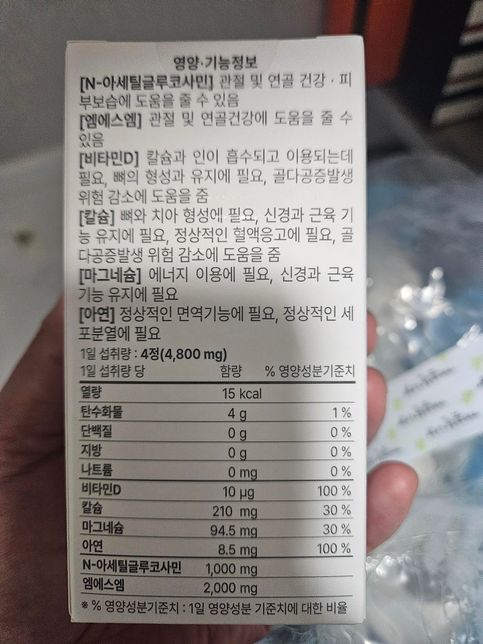 영양·기능정보
[N-아세틸글루코사민] 관절 및 연골 건강 · 피
부보습에 도움을 줄 수 있음
[엠에스엠] 관절 및 연골건강에 도움을 줄 수
있음
[비타민D] 칼슘과 인이 흡수되고 이용되는데
필요, 뼈의 형성과 유지에 필요, 골다공증발생
위험 감소에 도움을 줌
[칼슘] 뼈와 치아 형성에 필요, 신경과 근육 기
능 유지에 필요, 정상적인 혈액응고에 필요, 골
다공증발생 위험 감소에 도움을 줌
[마그네슘] 에너지 이용에 필요, 신경과 근육
기능 유지에 필요
[아연] 정상적인 면역기능에 필요, 정상적인 세
포분열에 필요
1일 섭취량 : 4정(4,800 mg)
1일 섭취량 당 함량 % 영양성분기준치
열량 15 kcal
탄수화물 4 g 1 %
단백질 0 g 0 %
지방 0 g 0 %
나트륨 0 mg 0 %
비타민D 10 µg 100 %
칼슘 210 mg 30 %
마그네슘 94.5 mg 30 %
아연 8.5 mg 100 %
N-아세틸글루코사민 1,000 mg
엠에스엠 2,000 mg
※ % 영양성분기준치 : 1일 영양성분 기준치에 대한 비율